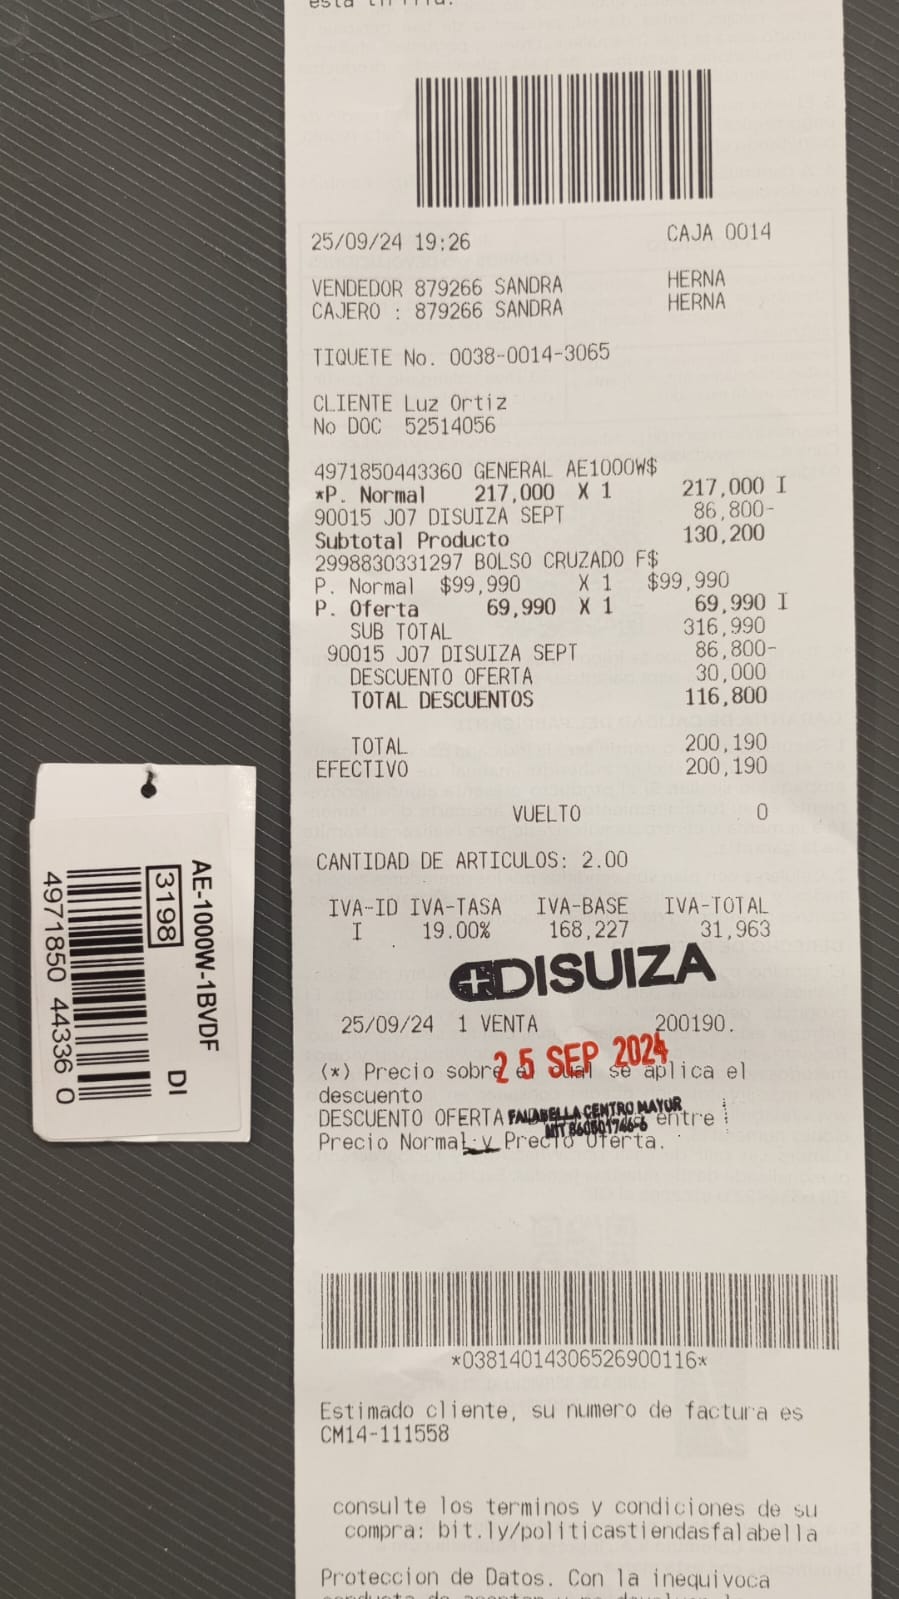 25/09/24 19:26 CAJA 0014
VENDEDOR 879266 SANDRA HERNA
CAJERO : 879266 SANDRA HERNA
TIQUETE No. 0038-0014-3065
CLIENTE Luz Ortiz
No DOC 52514056
4971850443360 GENERAL AE1000W$
*P. Normal 217,000 X 1 217,000 I
90015 J07 DISUIZA SEPT 86,800-
Subtotal Producto 130,200
2998830331297 BOLSO CRUZADO F$
P. Normal $99,990 X 1 $99,990
P. Oferta 69,990 X 1 69,990 I
SUB TOTAL 316,990
90015 J07 DISUIZA SEPT 86,800-
DESCUENTO OFERTA 30,000
TOTAL DESCUENTOS 116,800
TOTAL 200,190
EFECTIVO 200,190
VUELTO 0
CANTIDAD DE ARTICULOS: 2.00
IVA-ID IVA-TASA IVA-BASE IVA-TOTAL
I 19.00% 168,227 31,963
DISUIZA
25/09/24 1 VENTA 200190.
25 SEP 2024
(*) Precio sobre el cual se aplica el
descuento
DESCUENTO OFERTA entre
FALABELLA CENTRO MAYOR
NIT 860501746-6
Precio Normal y Precio Oferta.
*03814014306526900116*
Estimado cliente, su numero de factura es
CM14-111558
consulte los terminos y condiciones de su
compra: bit.ly/politicastiendasfalabella
Proteccion de Datos. Con la inequivoca
AE-1000W-1BVDF
3198 DI
4971850 44336 0